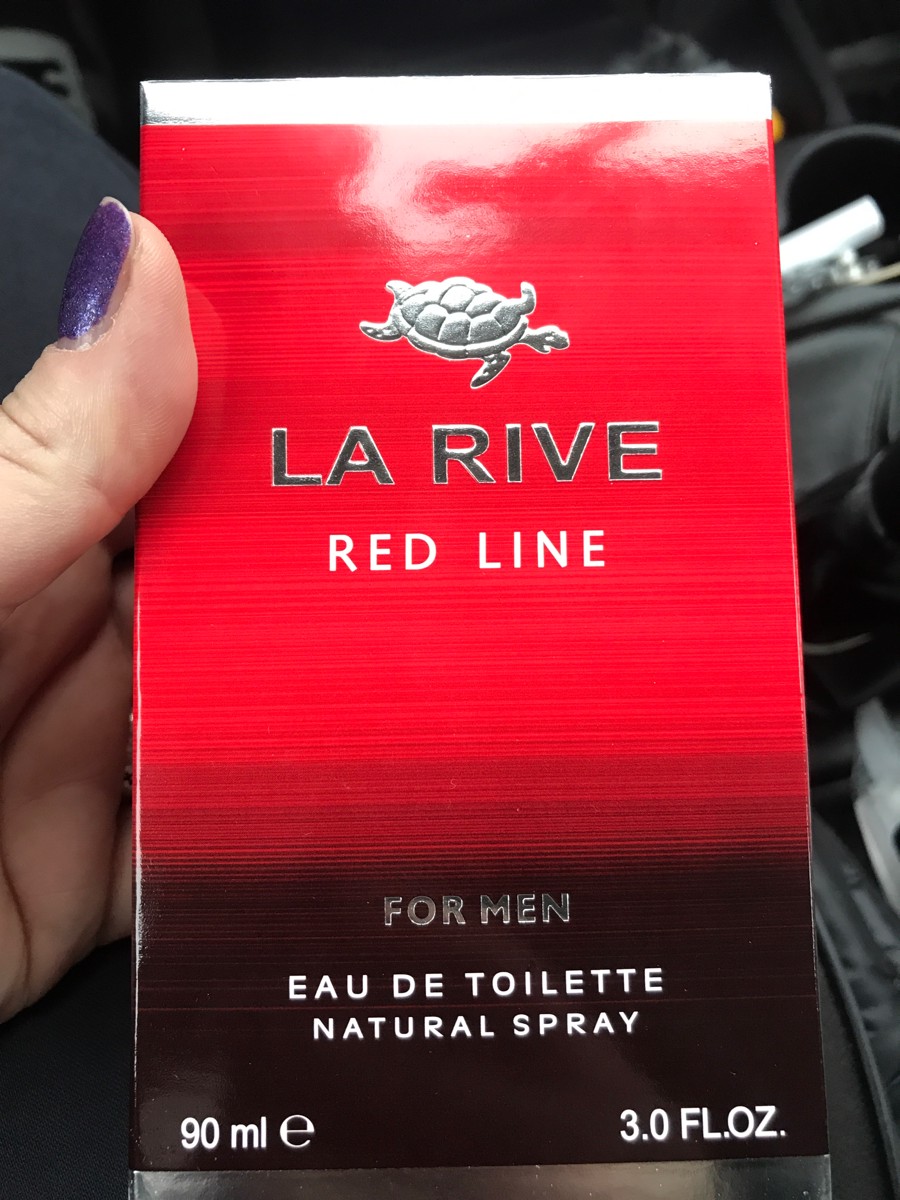 LA RIVE
RED LINE
FOR MEN
EAU DE TOILETTE
NATURAL SPRAY
90 ml ℮
3.0 FL.OZ.